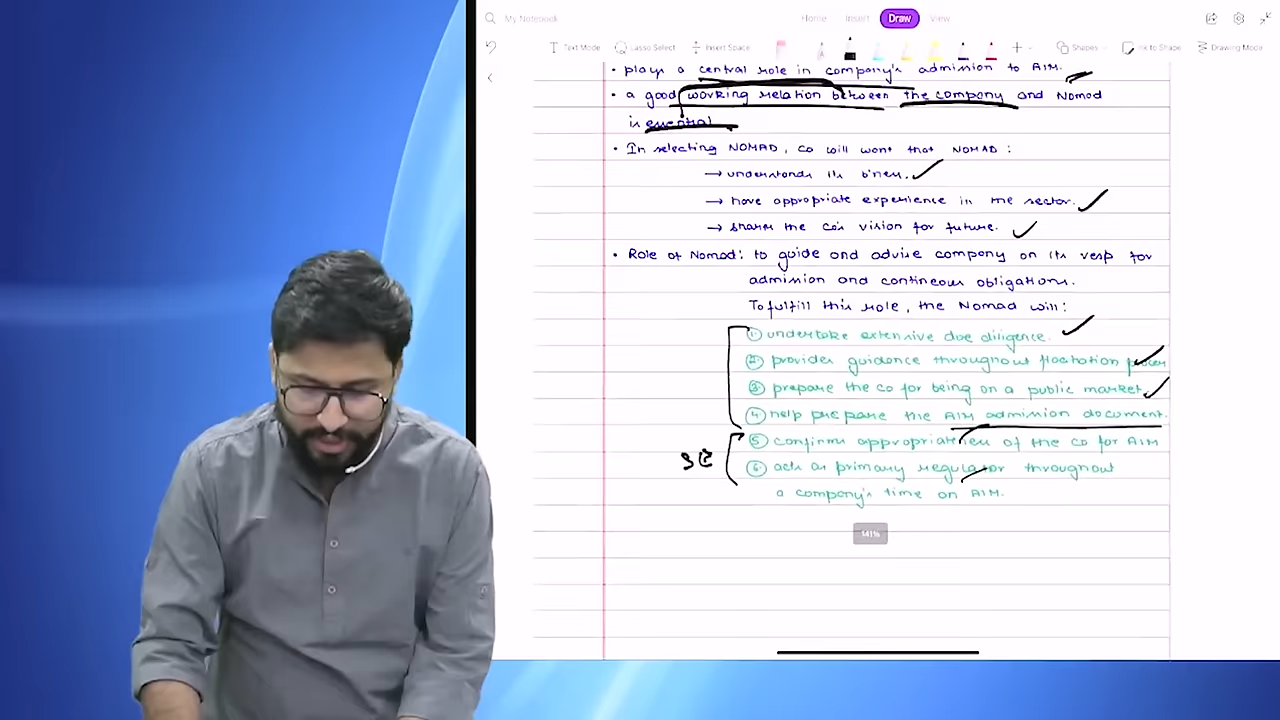 My Notebook
Home Insert Draw View
Text Mode Lasso Select Insert Space Shapes Ink to Shape Drawing Mode
• plays a central role in company's admission to AIM.
• a good working relation between the company and Nomad
is essential
• In selecting NOMAD, co will want that NOMAD:
→ understands its b'ness.
→ have appropriate experience in the sector.
→ shares the co's vision for future.
• Role of Nomad: to guide and advise company on its resp for
admission and contineous obligations.
To fulfill this role, the Nomad will:
① undertake extensive due diligence.
② provides guidance throughout floatation process
③ prepare the co for being on a public market.
④ help prepare the AIM admission document.
⑤ confirms appropriateness of the co for AIM
SE
⑥ acts as primary regulator throughout
a company's time on AIM.
141%